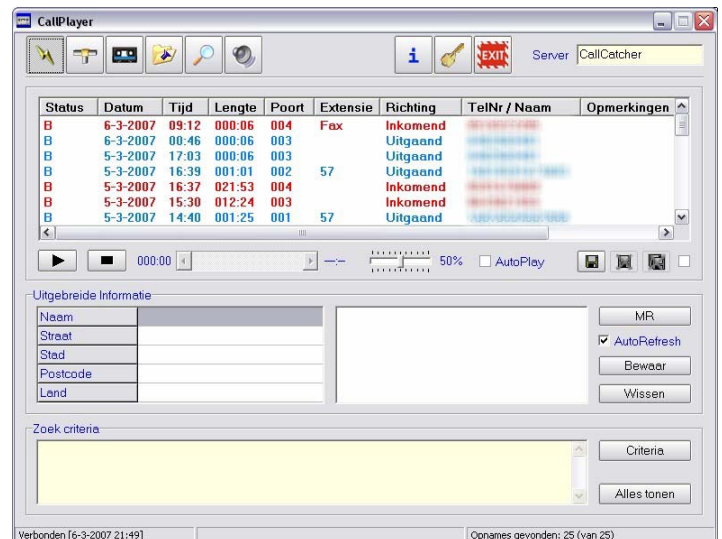 CallPlayer
i EXIT Server CallCatcher
Status Datum Tijd Lengte Poort Extensie Richting TelNr / Naam Opmerkingen
B 6-3-2007 09:12 000:06 004 Fax Inkomend
B 6-3-2007 00:46 000:06 003 Uitgaand
B 5-3-2007 17:03 000:06 003 Uitgaand
B 5-3-2007 16:39 001:01 002 57 Uitgaand
B 5-3-2007 16:37 021:53 004 Inkomend
B 5-3-2007 15:30 012:24 003 Inkomend
B 5-3-2007 14:40 001:25 001 57 Uitgaand
000:00 --:-- 50% AutoPlay
Uitgebreide Informatie
Naam
Straat
Stad
Postcode
Land
MR
AutoRefresh
Bewaar
Wissen
Zoek criteria
Criteria
Alles tonen
Verbonden [6-3-2007 21:49] Opnames gevonden: 25 (van 25)